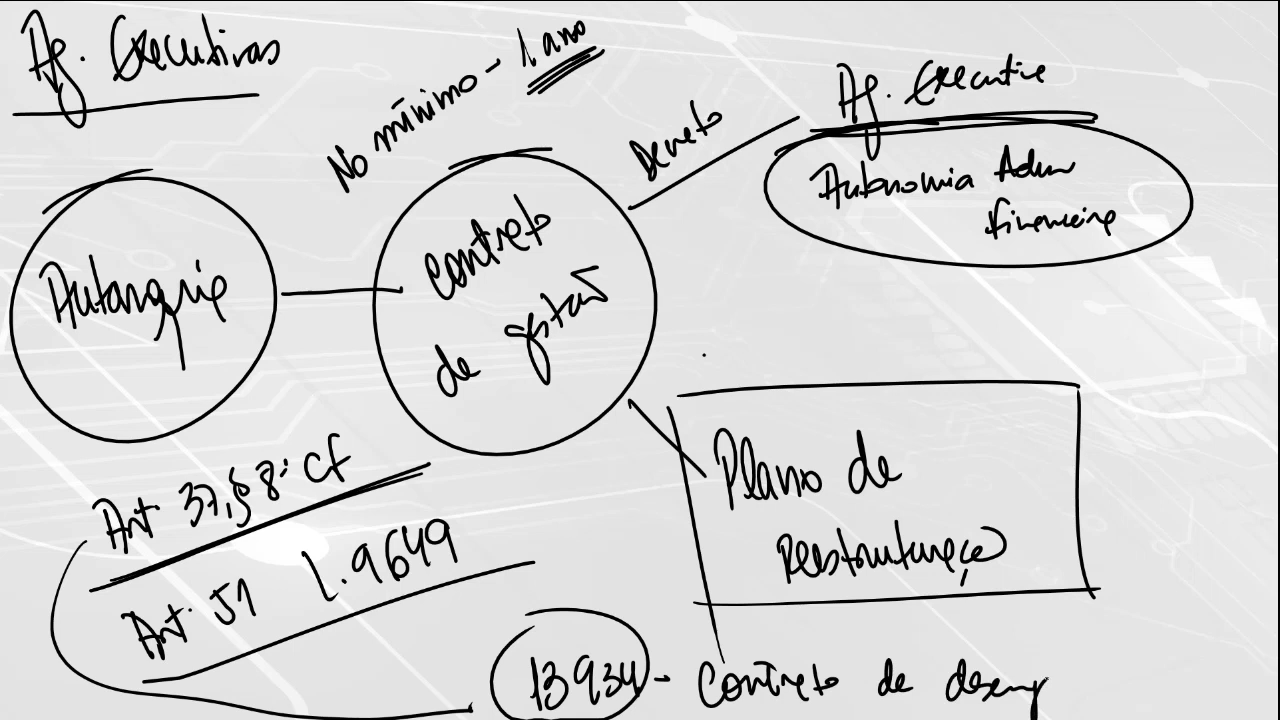 Ag. Executivas
No mínimo - 1 ano
Decreto
Ag. Executiva
Autonomia Adm
financeira
Autarquia
contrato
de gestão
Plano de
Reestruturação
Art. 37, § 8º CF
Art. 51 L. 9649
13934 - contrato de desemp